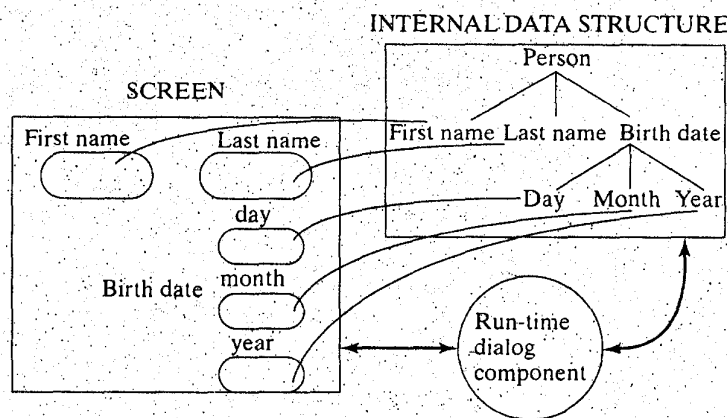 INTERNAL DATA STRUCTURE
Person
First name Last name Birth date
Day Month Year
SCREEN
First name Last name
day
Birth date month
year
Run-time
dialog
component